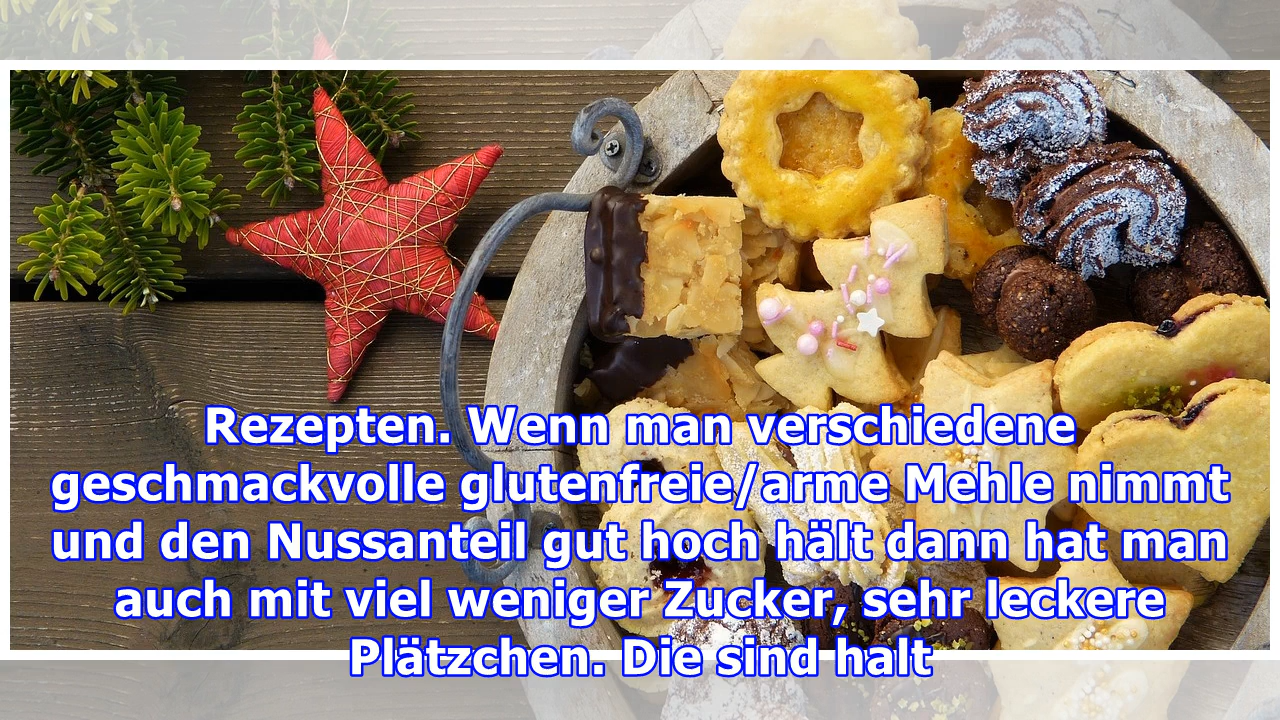 Rezepten. Wenn man verschiedene
geschmackvolle glutenfreie/arme Mehle nimmt
und den Nussanteil gut hoch hält dann hat man
auch mit viel weniger Zucker, sehr leckere
Plätzchen. Die sind halt